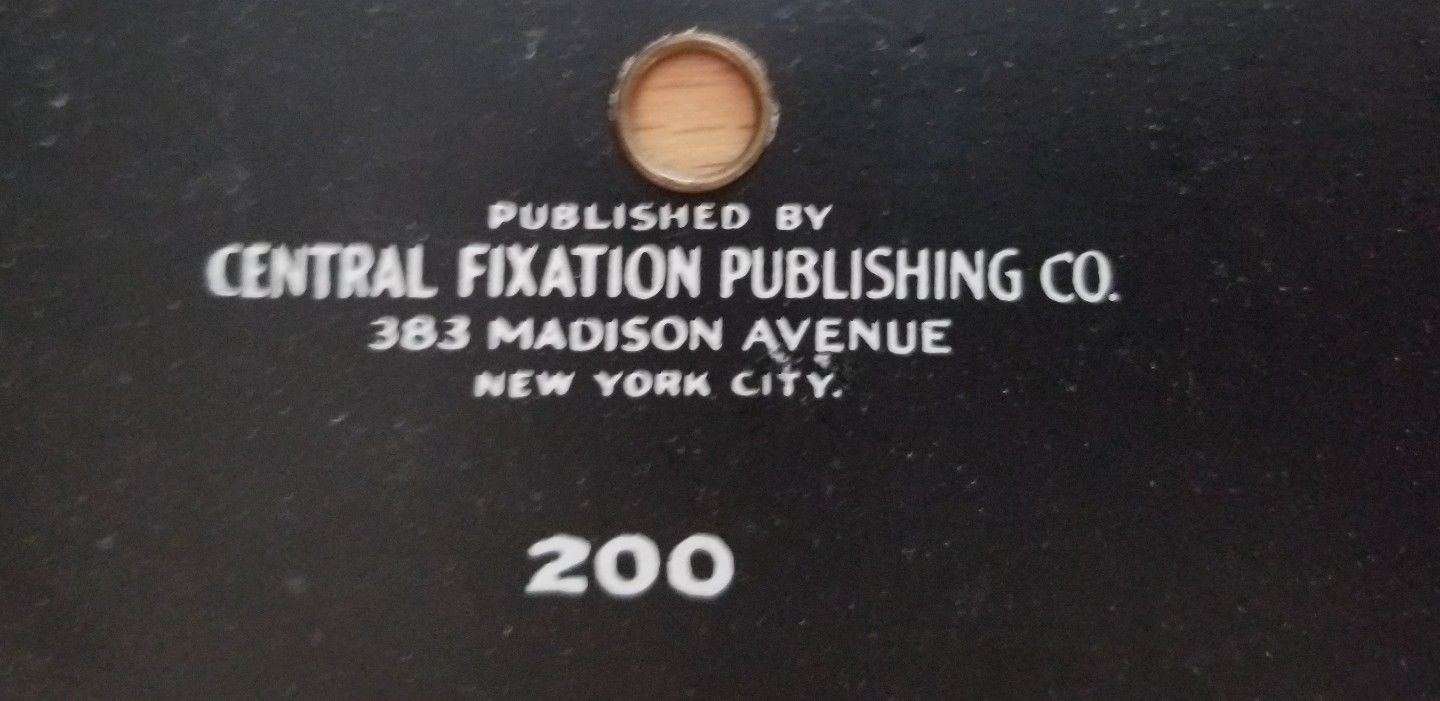 PUBLISHED BY
CENTRAL FIXATION PUBLISHING CO.
383 MADISON AVENUE
NEW YORK CITY.
200